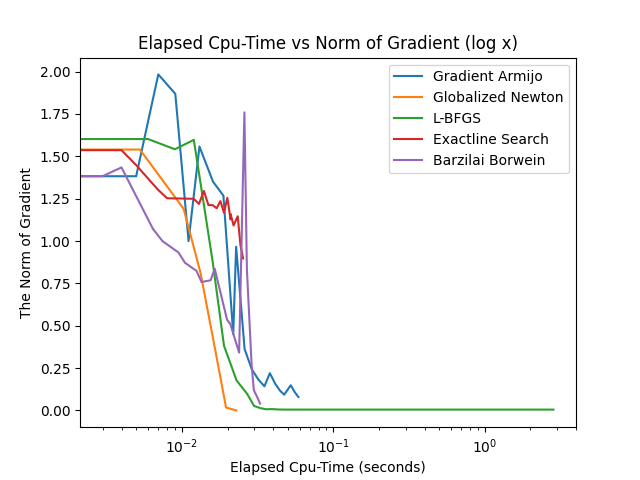 Elapsed Cpu-Time vs Norm of Gradient (log x)
Gradient Armijo
Globalized Newton
L-BFGS
Exactline Search
Barzilai Borwein
The Norm of Gradient
2.00
1.75
1.50
1.25
1.00
0.75
0.50
0.25
0.00
10⁻² 10⁻¹ 10⁰
Elapsed Cpu-Time (seconds)